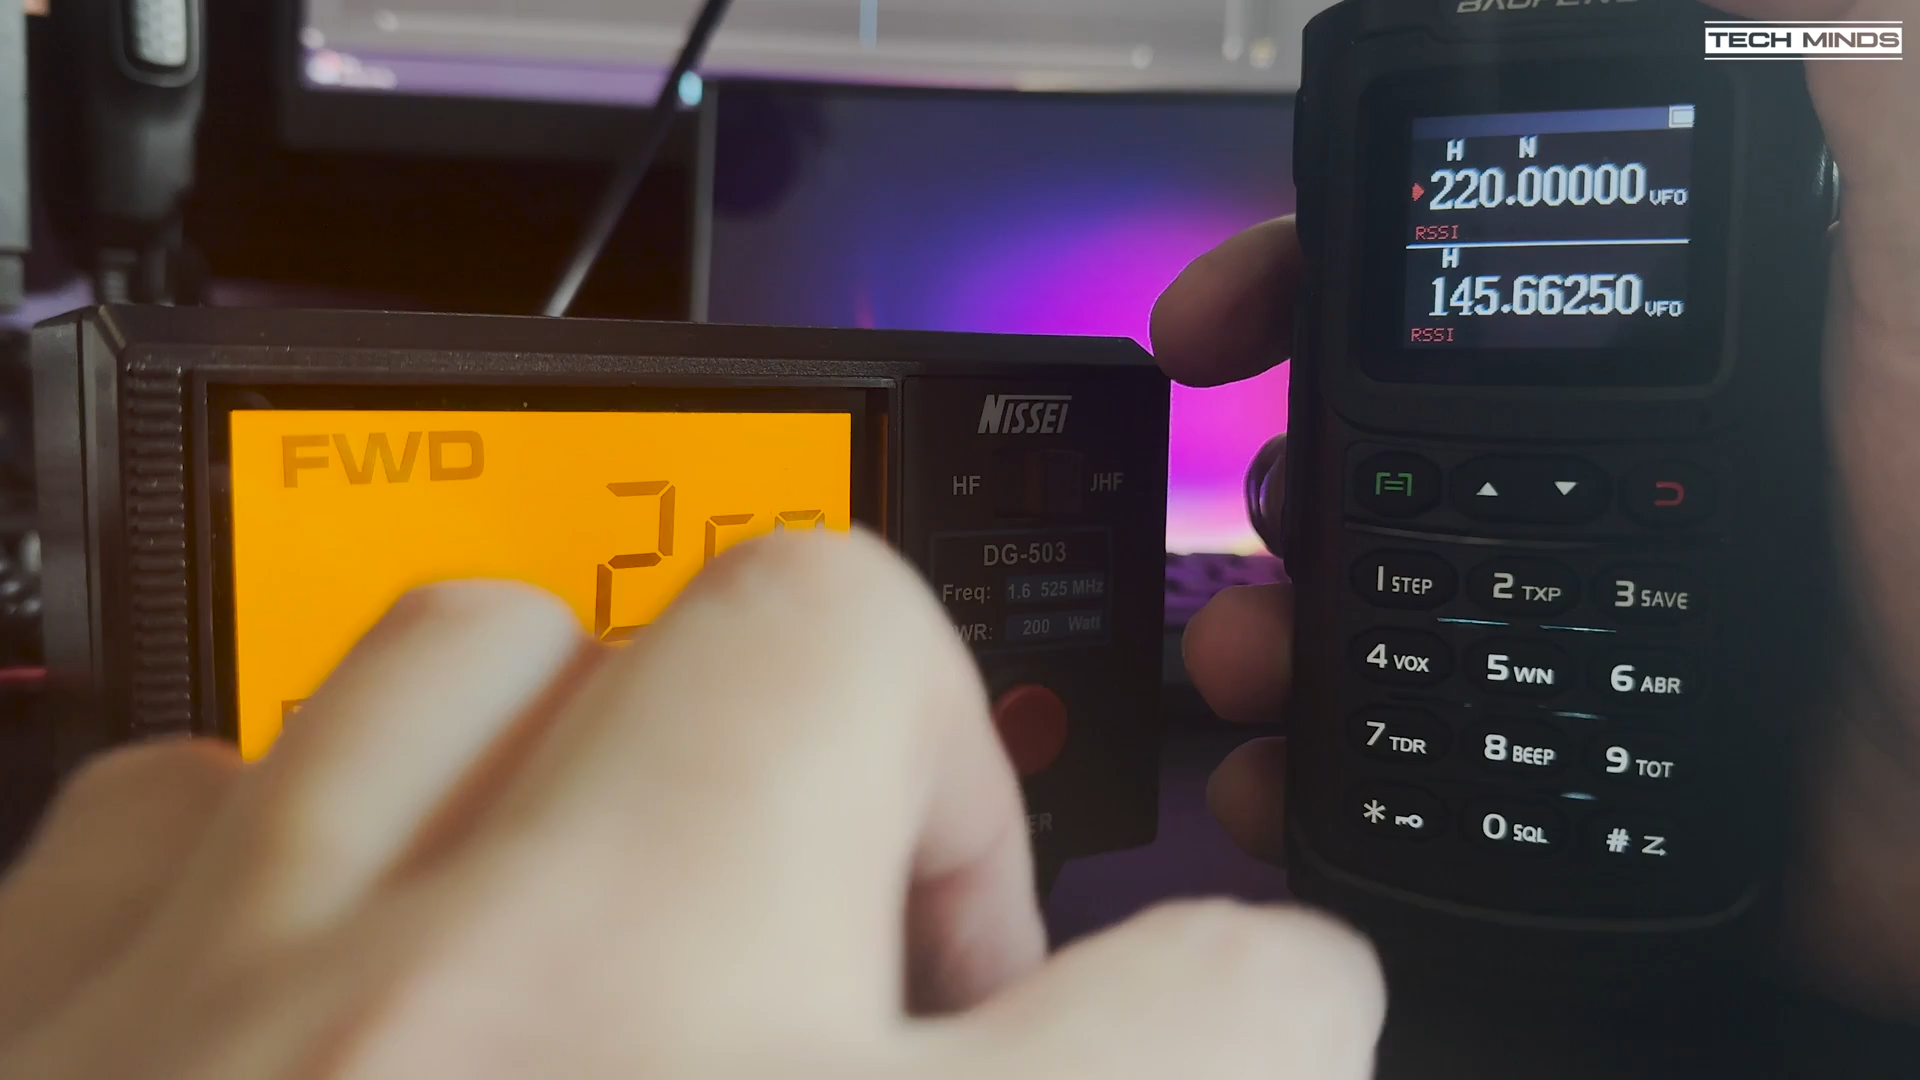 TECH MINDS
BAOFENG
H N
220.00000 VFO
RSSI
H
145.66250 VFO
RSSI
FWD
2
NISSEI
HF
DG-503
Freq: 1.6 525 MHz
200 Watt
1 STEP 2 TXP 3 SAVE
4 VOX 5 WN 6 ABR
7 TDR 8 BEEP 9 TOT
* 0 SQL #